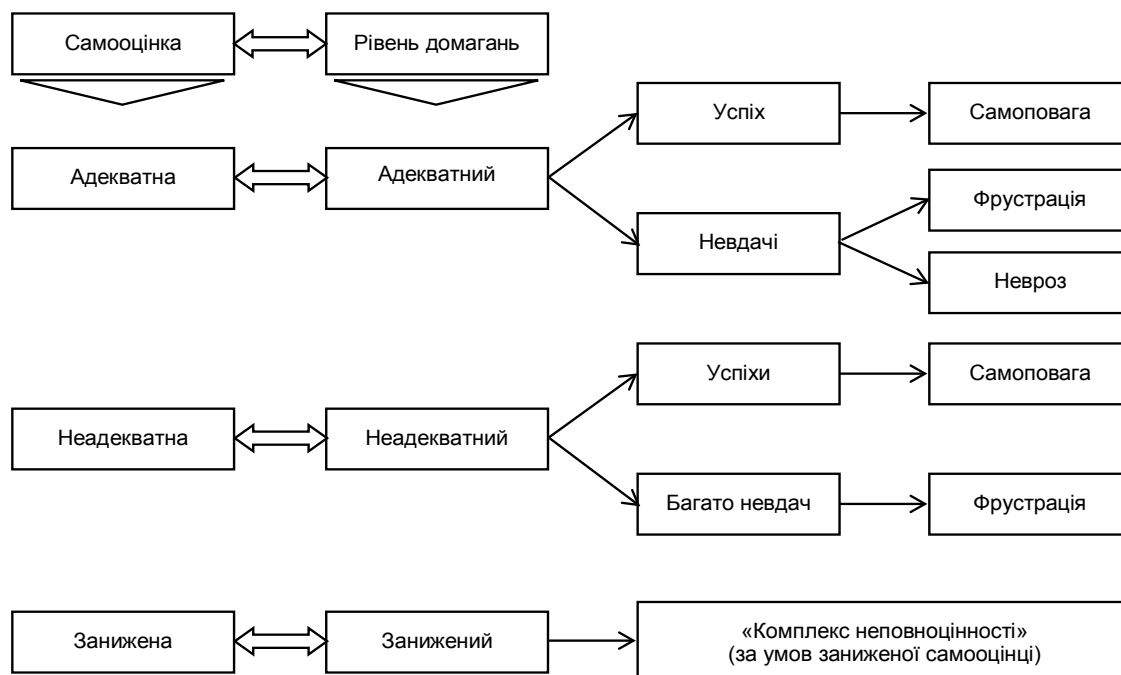 Самооцінка
Рівень домагань
Успіх
Самоповага
Адекватна
Адекватний
Фрустрація
Невдачі
Невроз
Успіхи
Самоповага
Неадекватна
Неадекватний
Багато невдач
Фрустрація
Занижена
Занижений
«Комплекс неповноцінності»
(за умов заниженої самооцінці)